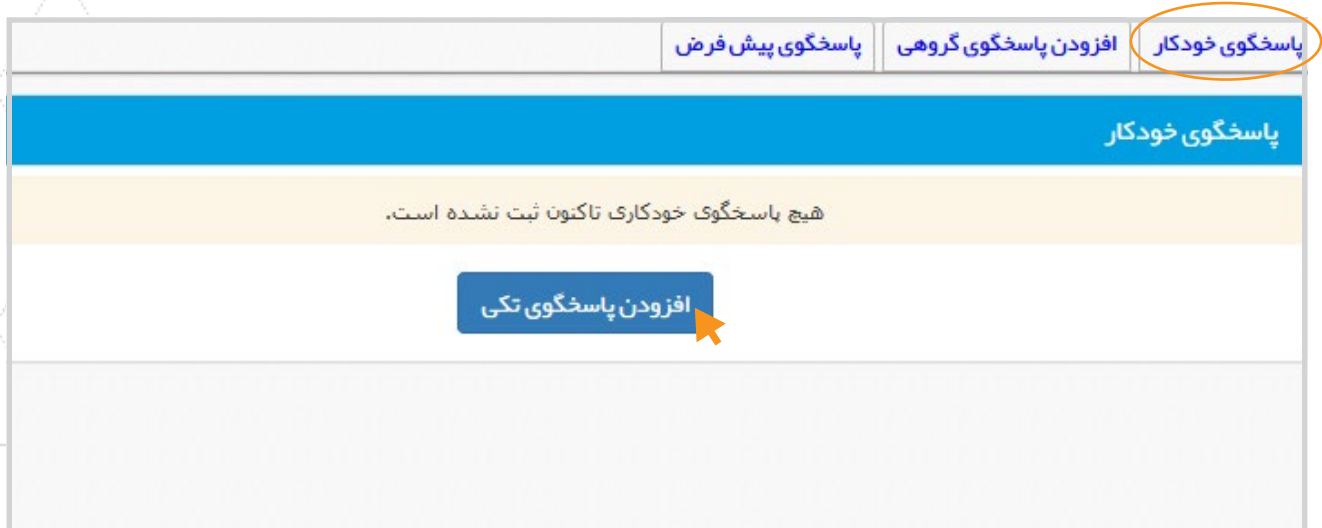 پاسخگوی خودکار
افزودن پاسخگوی گروهی
پاسخگوی پیش فرض
پاسخگوی خودکار
هیچ پاسخگوی خودکاری تاکنون ثبت نشده است.
افزودن پاسخگوی تکی